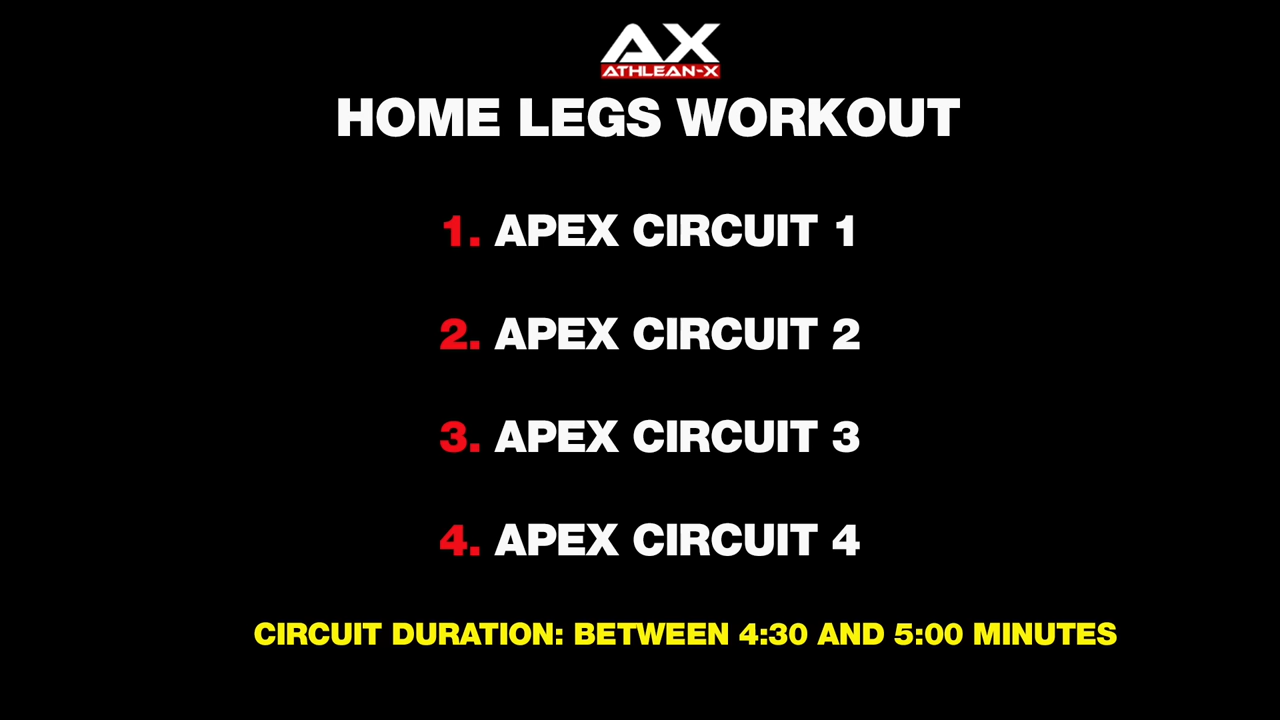 AX
ATHLEAN-X
HOME LEGS WORKOUT
1. APEX CIRCUIT 1
2. APEX CIRCUIT 2
3. APEX CIRCUIT 3
4. APEX CIRCUIT 4
CIRCUIT DURATION: BETWEEN 4:30 AND 5:00 MINUTES